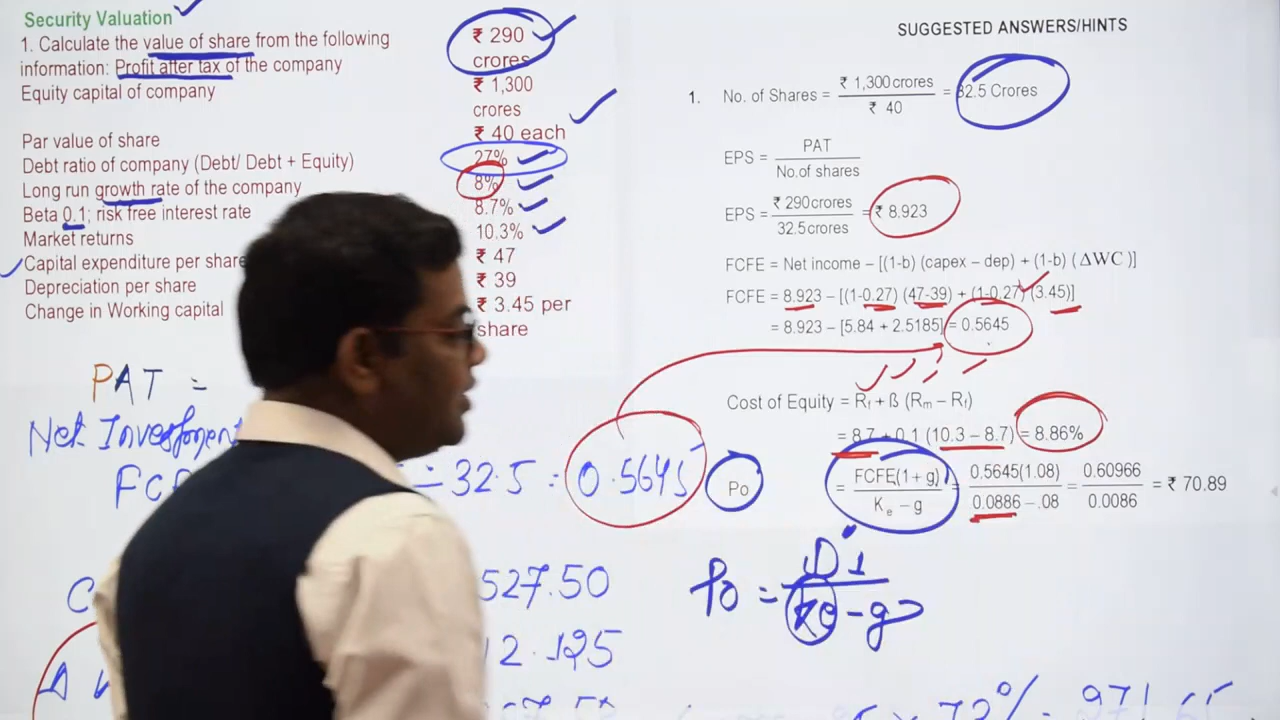 Security Valuation
1. Calculate the value of share from the following
information: Profit after tax of the company
₹ 290
crores
Equity capital of company
₹ 1,300
crores
Par value of share
₹ 40 each
Debt ratio of company (Debt/ Debt + Equity)
27%
Long run growth rate of the company
8%
Beta 0.1; risk free interest rate
8.7%
Market returns
10.3%
Capital expenditure per share
₹ 47
Depreciation per share
₹ 39
Change in Working capital
₹ 3.45 per
share
PAT =
Net Investment
= 32.5 = 0.5645
527.50
2.125
SUGGESTED ANSWERS/HINTS
1. No. of Shares = ₹ 1,300 crores / ₹ 40 = 32.5 Crores
EPS = PAT / No. of shares
EPS = ₹ 290 crores / 32.5 crores = ₹ 8.923
FCFE = Net income – [(1-b) (capex – dep) + (1-b) (ΔWC )]
FCFE = 8.923 – [(1-0.27) (47-39) + (1-0.27) (3.45)]
= 8.923 – [5.84 + 2.5185] = 0.5645
Cost of Equity = Rf + ß (Rm – Rf)
= 8.7 + 0.1 (10.3 – 8.7) = 8.86%
Po = FCFE(1 + g) / Ke – g = 0.5645(1.08) / 0.0886 – .08 = 0.60966 / 0.0086 = ₹ 70.89
Po = D1 / Ke - g